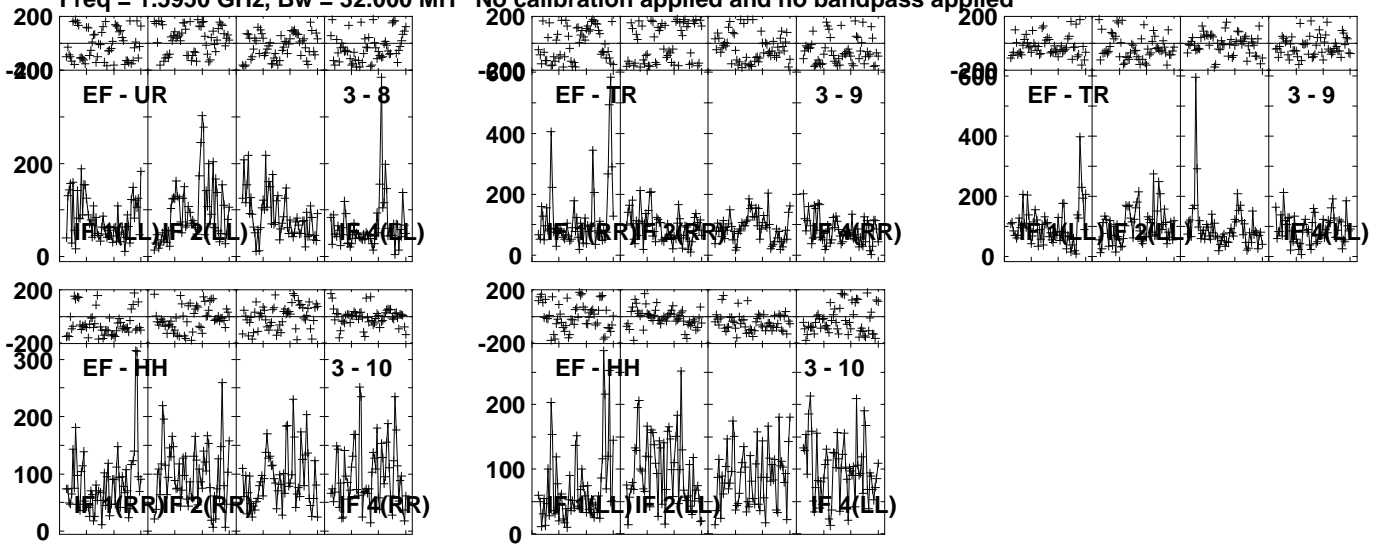 Freq = 1.5950 GHz, Bw = 32.000 MH No calibration applied and no bandpass applied
200
-200
400
EF - UR 3 - 8
200
0
IF 1(LL) IF 2(LL) IF 4(LL)
200
-200
600
EF - TR 3 - 9
400
200
0
IF 1(RR) IF 2(RR) IF 4(RR)
200
-200
600
EF - TR 3 - 9
400
200
0
IF 1(LL) IF 2(LL) IF 4(LL)
200
-200
300
EF - HH 3 - 10
200
100
0
IF 1(RR) IF 2(RR) IF 4(RR)
200
-200
EF - HH 3 - 10
200
100
0
IF 1(LL) IF 2(LL) IF 4(LL)